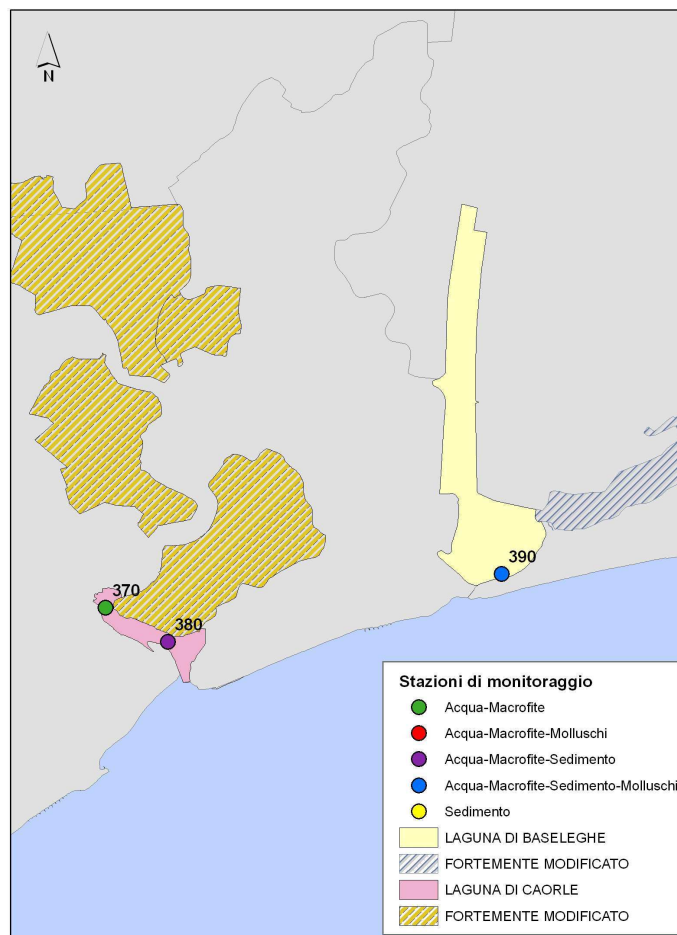 N
390
370
380
Stazioni di monitoraggio
Acqua-Macrofite
Acqua-Macrofite-Molluschi
Acqua-Macrofite-Sedimento
Acqua-Macrofite-Sedimento-Molluschi
Sedimento
LAGUNA DI BASELEGHE
FORTEMENTE MODIFICATO
LAGUNA DI CAORLE
FORTEMENTE MODIFICATO